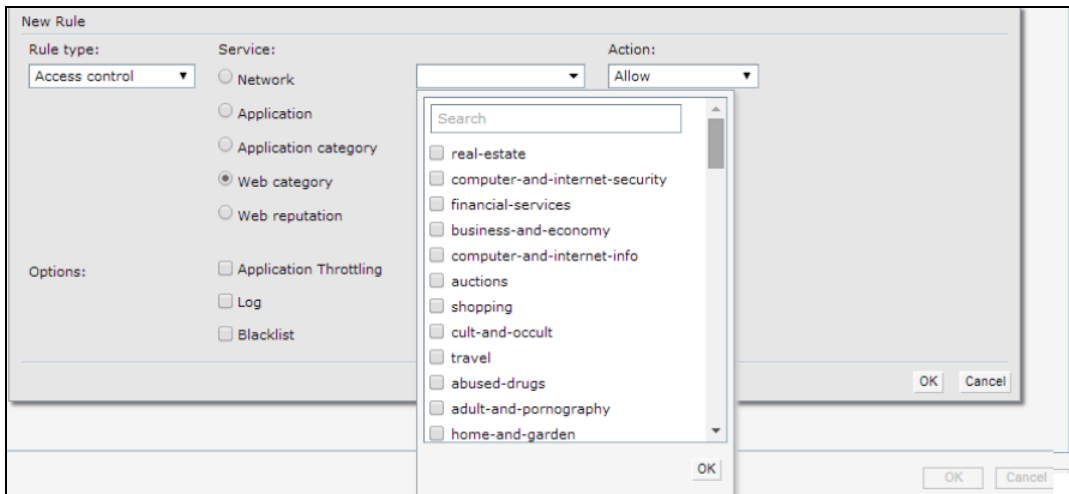 New Rule
Rule type: Service: Action:
Access control Network Allow
Application
Application category
Web category
Web reputation
Options: Application Throttling
Log
Blacklist
Search
real-estate
computer-and-internet-security
financial-services
business-and-economy
computer-and-internet-info
auctions
shopping
cult-and-occult
travel
abused-drugs
adult-and-pornography
home-and-garden
OK
OK Cancel
OK Cancel